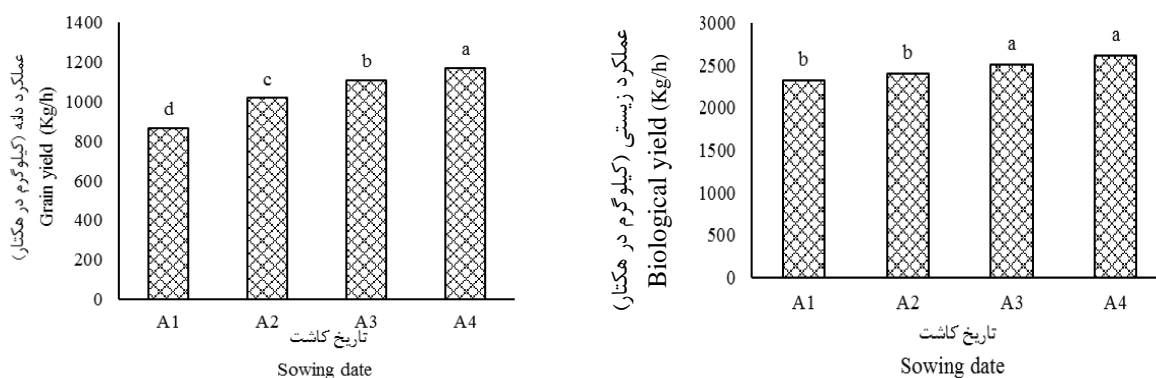 عملکرد دانه (کیلوگرم در هکتار)
Grain yield (Kg/h)
1400
1200
1000
800
600
400
200
0
d
c
b
a
A1 A2 A3 A4
تاریخ کاشت
Sowing date
عملکرد زیستی (کیلوگرم در هکتار)
Biological yield (Kg/h)
3000
2500
2000
1500
1000
500
0
b
b
a
a
A1 A2 A3 A4
تاریخ کاشت
Sowing date